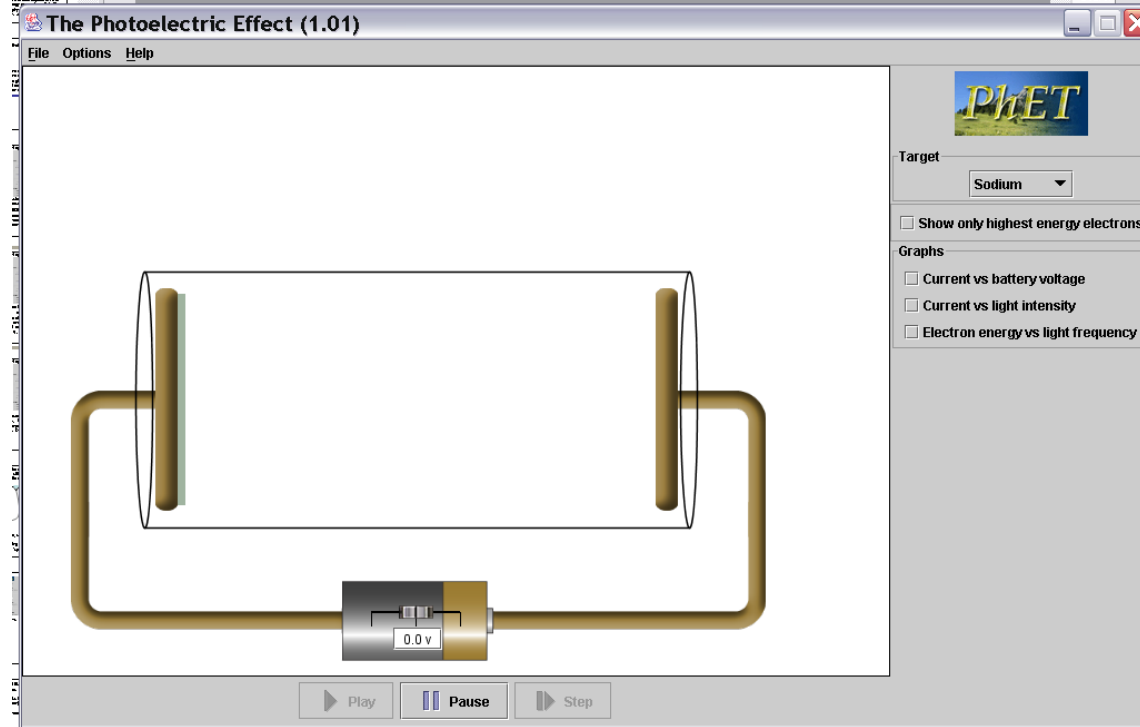 The Photoelectric Effect (1.01)
File Options Help
PhET
Target
Sodium
Show only highest energy electrons
Graphs
Current vs battery voltage
Current vs light intensity
Electron energy vs light frequency
0.0 v
Play Pause Step